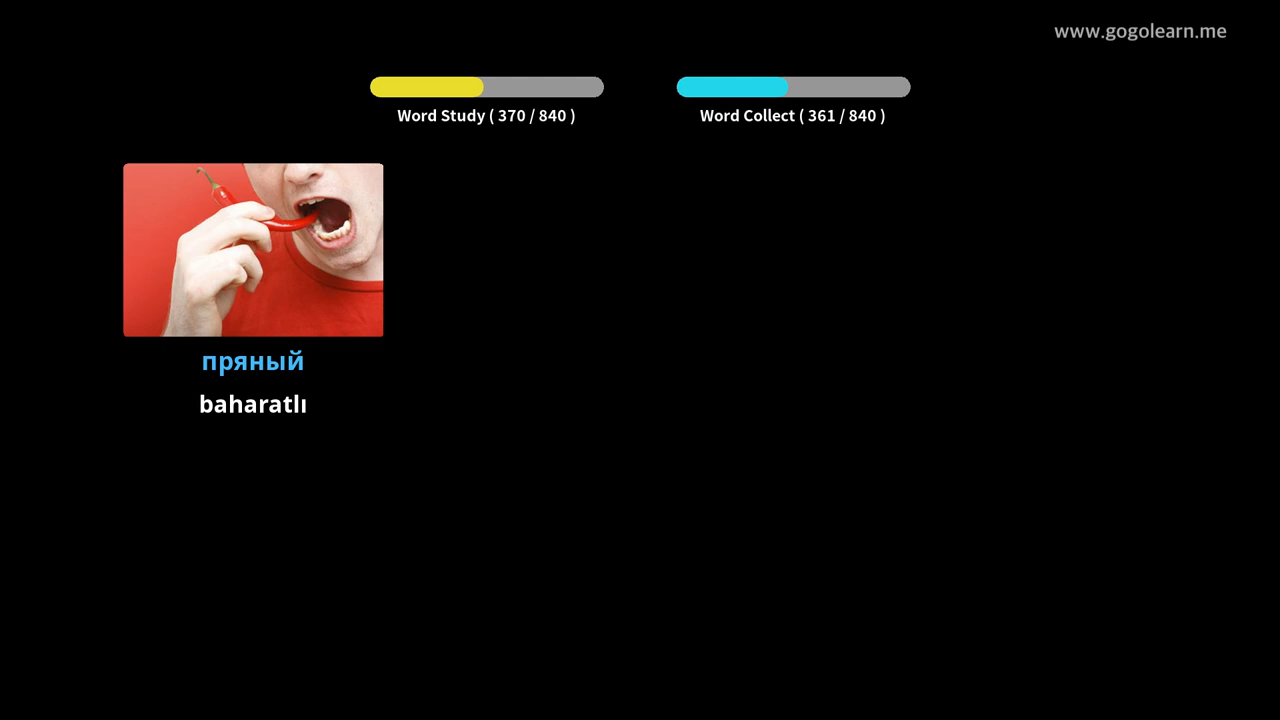 www.gogolearn.me
Word Study ( 370 / 840 )
Word Collect ( 361 / 840 )
пряный
baharatlı